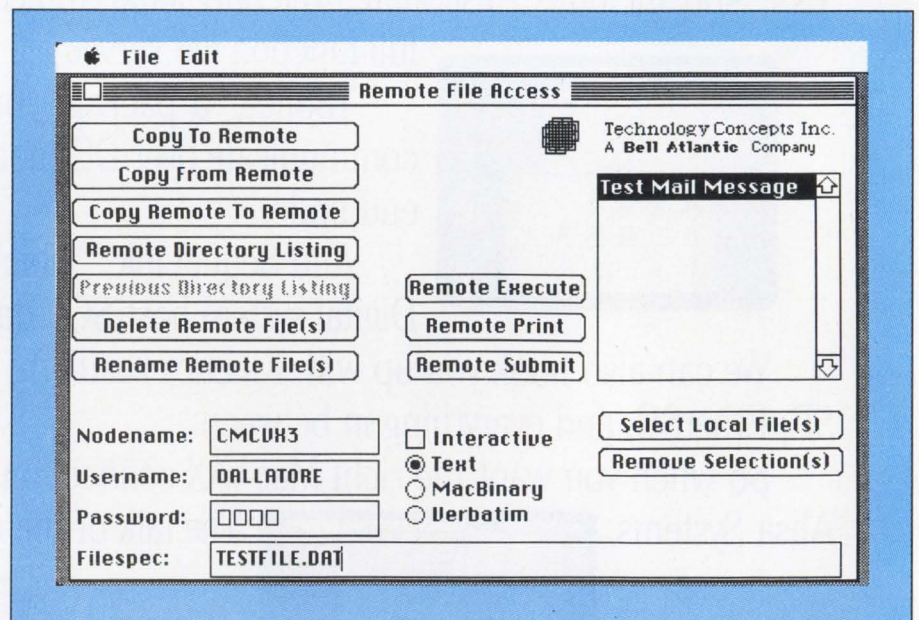 File Edit
Remote File Access
Copy To Remote
Copy From Remote
Copy Remote To Remote
Remote Directory Listing
Previous Directory Listing
Delete Remote File(s)
Rename Remote File(s)
Remote Execute
Remote Print
Remote Submit
Technology Concepts Inc.
A Bell Atlantic Company
Test Mail Message
Select Local File(s)
Remove Selection(s)
Nodename: CMCVX3
Username: DALLATORE
Password:
Filespec: TESTFILE.DAT
Interactive
Text
MacBinary
Verbatim